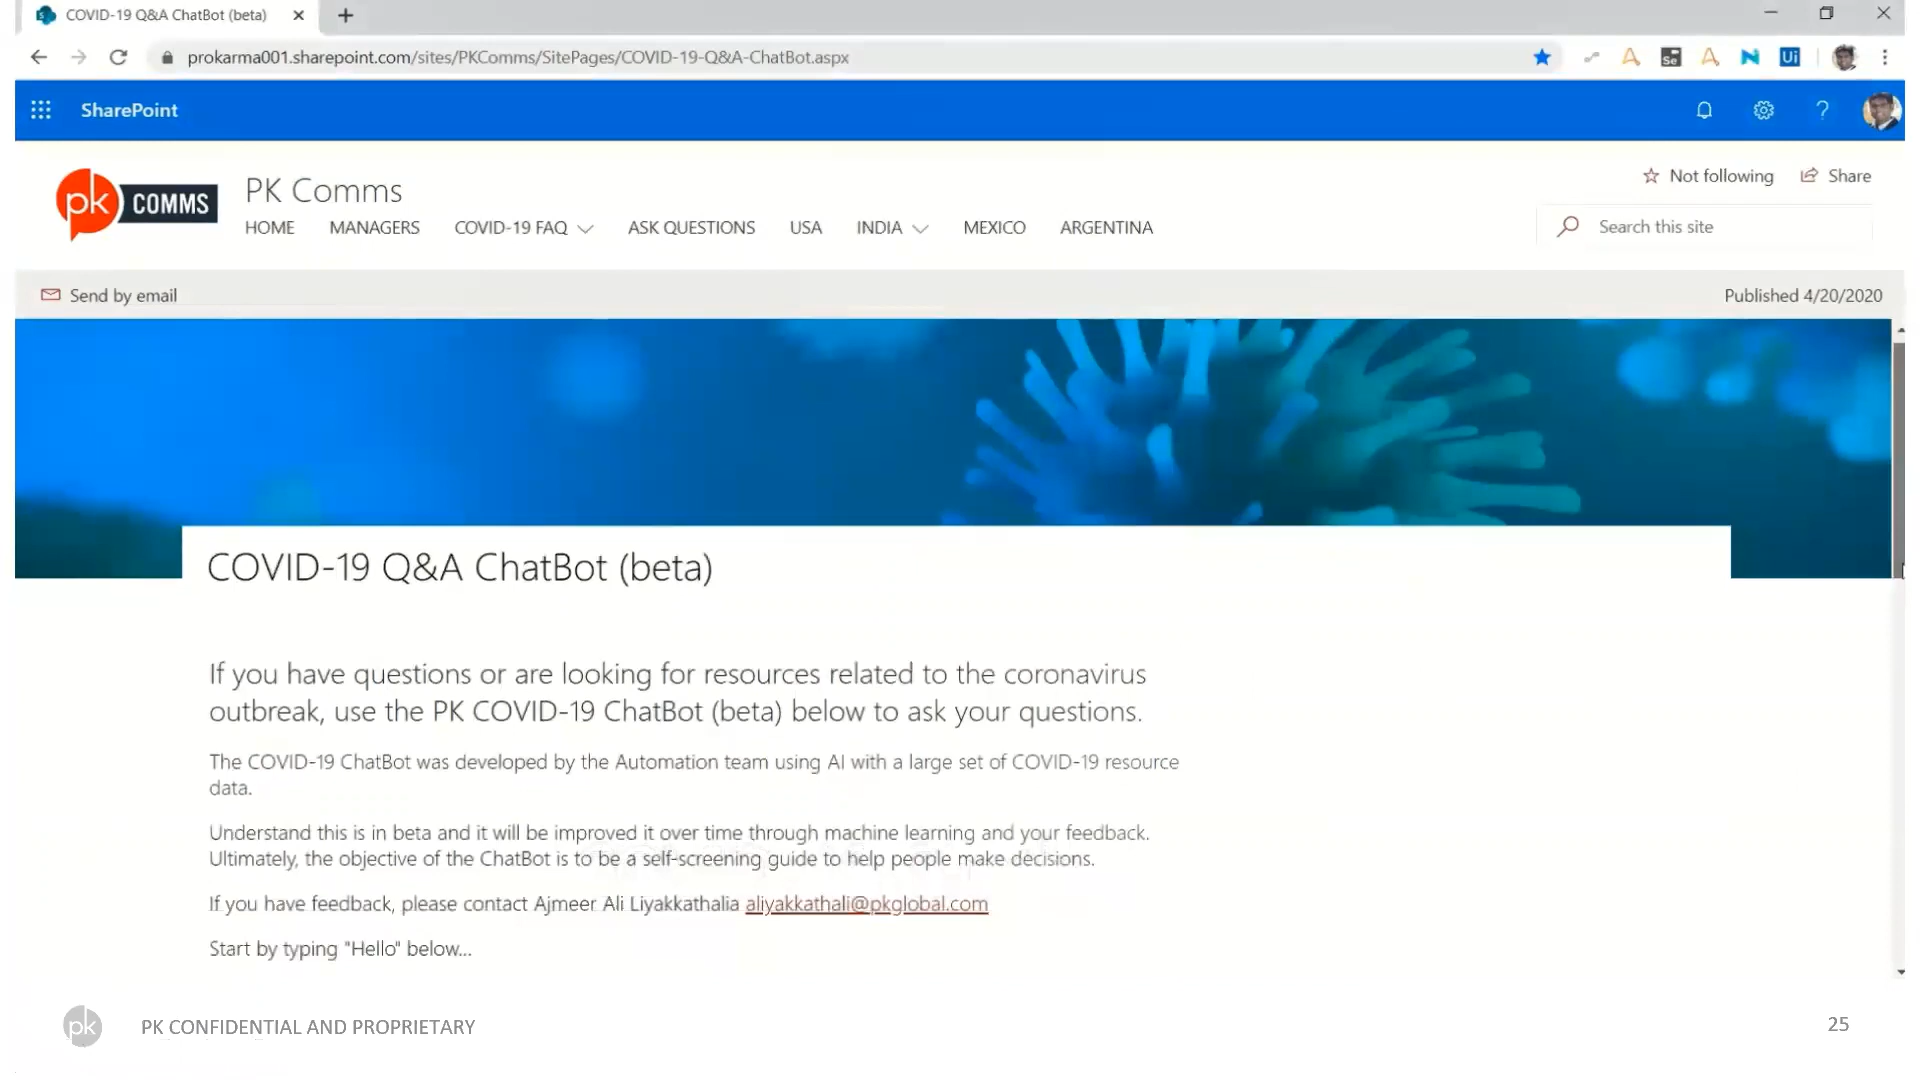 COVID-19 Q&A ChatBot (beta)
prokarma001.sharepoint.com/sites/PKComms/SitePages/COVID-19-Q&A-ChatBot.aspx
Se
Ui
SharePoint
pk COMMS
PK Comms
Not following
Share
HOME MANAGERS COVID-19 FAQ ASK QUESTIONS USA INDIA MEXICO ARGENTINA
Search this site
Send by email
Published 4/20/2020
COVID-19 Q&A ChatBot (beta)
If you have questions or are looking for resources related to the coronavirus
outbreak, use the PK COVID-19 ChatBot (beta) below to ask your questions.
The COVID-19 ChatBot was developed by the Automation team using AI with a large set of COVID-19 resource
data.
Understand this is in beta and it will be improved it over time through machine learning and your feedback.
Ultimately, the objective of the ChatBot is to be a self-screening guide to help people make decisions.
If you have feedback, please contact Ajmeer Ali Liyakkathalia aliyakkathali@pkglobal.com
Start by typing "Hello" below...
pk PK CONFIDENTIAL AND PROPRIETARY
25